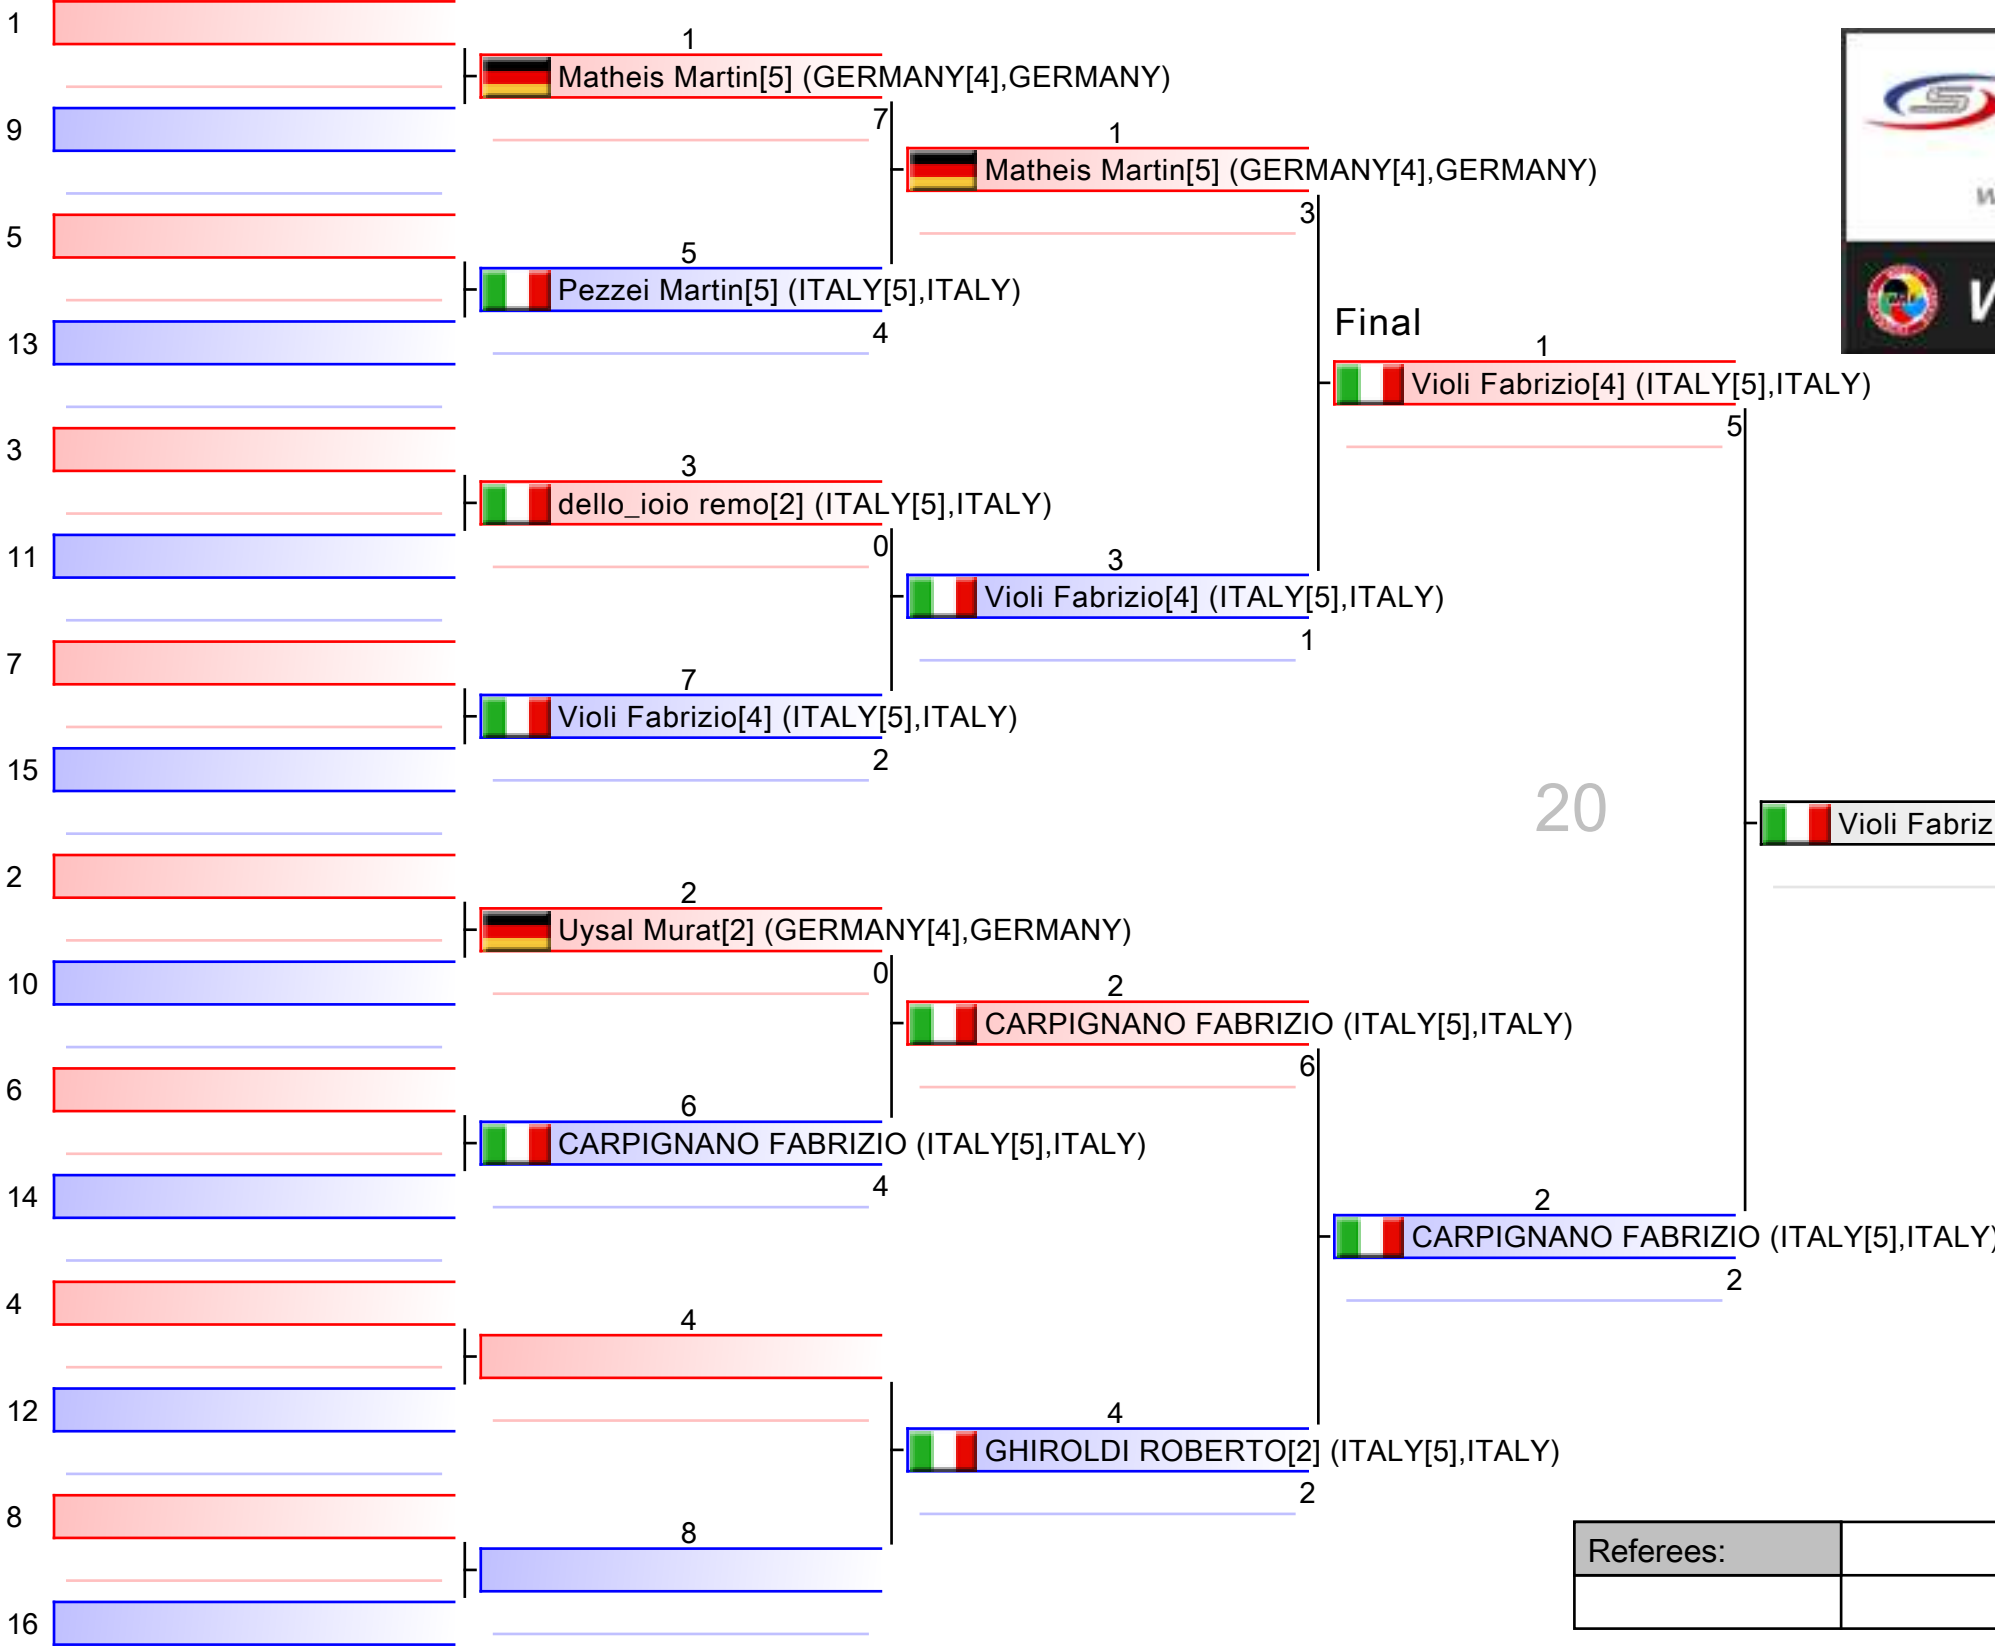 1
1
Matheis Martin[5] (GERMANY[4],GERMANY)
7
9
1
Matheis Martin[5] (GERMANY[4],GERMANY)
3
5
5
Pezzei Martin[5] (ITALY[5],ITALY)
4
13
Final
1
Violi Fabrizio[4] (ITALY[5],ITALY)
5
3
3
dello_ioio remo[2] (ITALY[5],ITALY)
0
11
3
Violi Fabrizio[4] (ITALY[5],ITALY)
1
7
7
Violi Fabrizio[4] (ITALY[5],ITALY)
2
15
20
Violi Fabriz
2
2
Uysal Murat[2] (GERMANY[4],GERMANY)
0
10
2
CARPIGNANO FABRIZIO (ITALY[5],ITALY)
6
6
6
CARPIGNANO FABRIZIO (ITALY[5],ITALY)
4
14
2
CARPIGNANO FABRIZIO (ITALY[5],ITALY)
2
4
4
12
4
GHIROLDI ROBERTO[2] (ITALY[5],ITALY)
2
8
8
16
Referees: